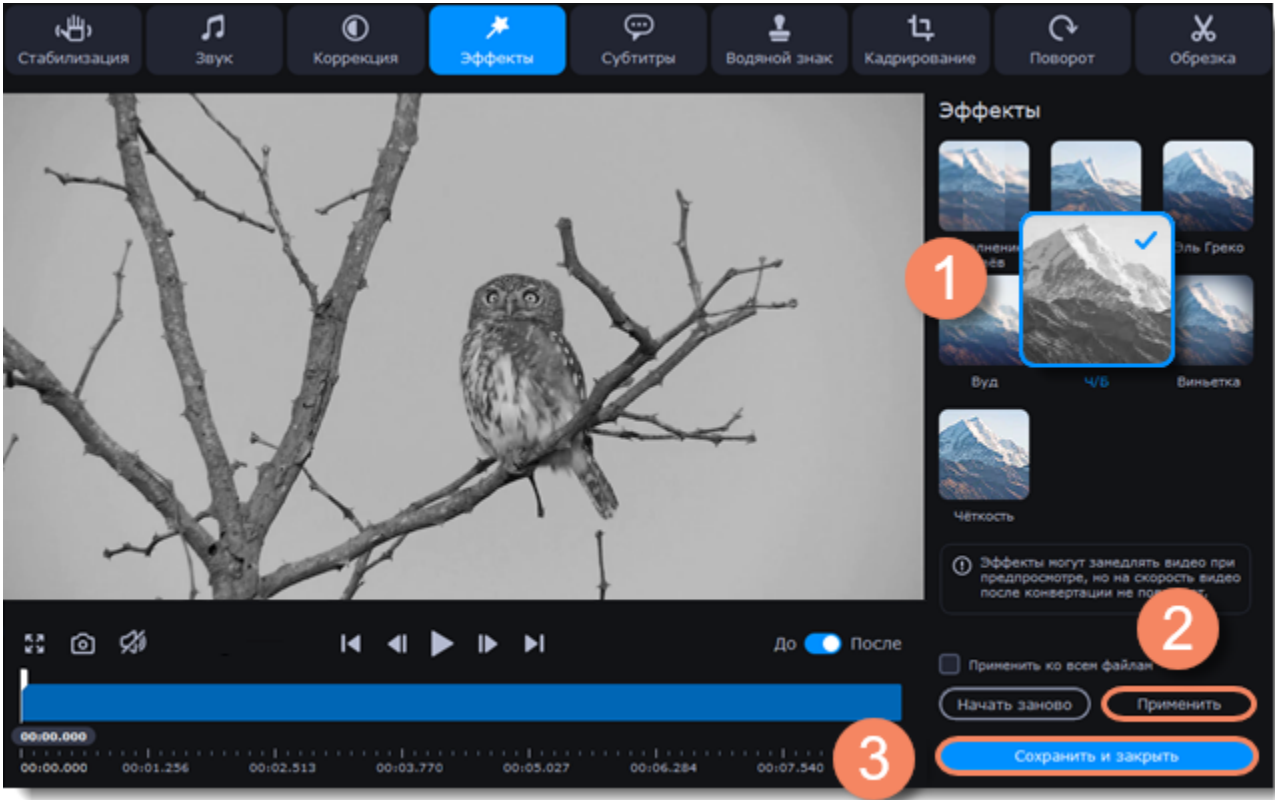 Стабилизация
Звук
Коррекция
Эффекты
Субтитры
Водяной знак
Кадрирование
Поворот
Обрезка
Эффекты
Эль Греко
1
Вуд
Ч/Б
Виньетка
Чёткость
Эффекты могут замедлять видео при
предпросмотре, но на скорость видео
после конвертации не
2
До
После
Применить ко всем файлам
Начать заново
Применить
00:00.000
00:00.000
00:01.256
00:02.513
00:03.770
00:05.027
00:06.284
00:07.540
3
Сохранить и закрыть